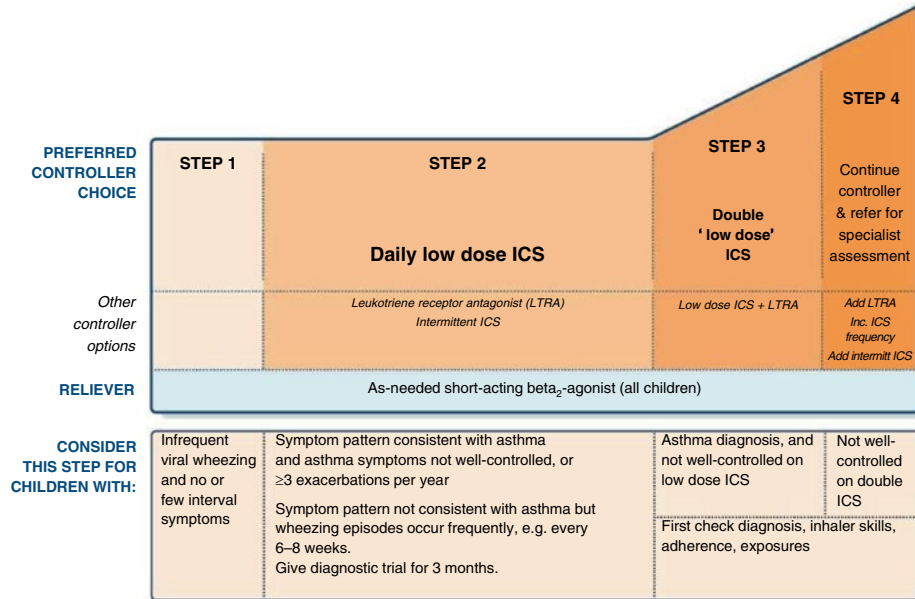 PREFERRED
CONTROLLER
CHOICE
STEP 1
STEP 2
Daily low dose ICS
STEP 3
Double
‘ low dose’
ICS
STEP 4
Continue
controller
& refer for
specialist
assessment
Other
controller
options
Leukotriene receptor antagonist (LTRA)
Intermittent ICS
Low dose ICS + LTRA
Add LTRA
Inc. ICS
frequency
Add intermitt ICS
RELIEVER
As-needed short-acting beta₂-agonist (all children)
CONSIDER
THIS STEP FOR
CHILDREN WITH:
Infrequent
viral wheezing
and no or
few interval
symptoms
Symptom pattern consistent with asthma
and asthma symptoms not well-controlled, or
≥3 exacerbations per year
Symptom pattern not consistent with asthma but
wheezing episodes occur frequently, e.g. every
6–8 weeks.
Give diagnostic trial for 3 months.
Asthma diagnosis, and
not well-controlled on
low dose ICS
Not well-
controlled
on double
ICS
First check diagnosis, inhaler skills,
adherence, exposures